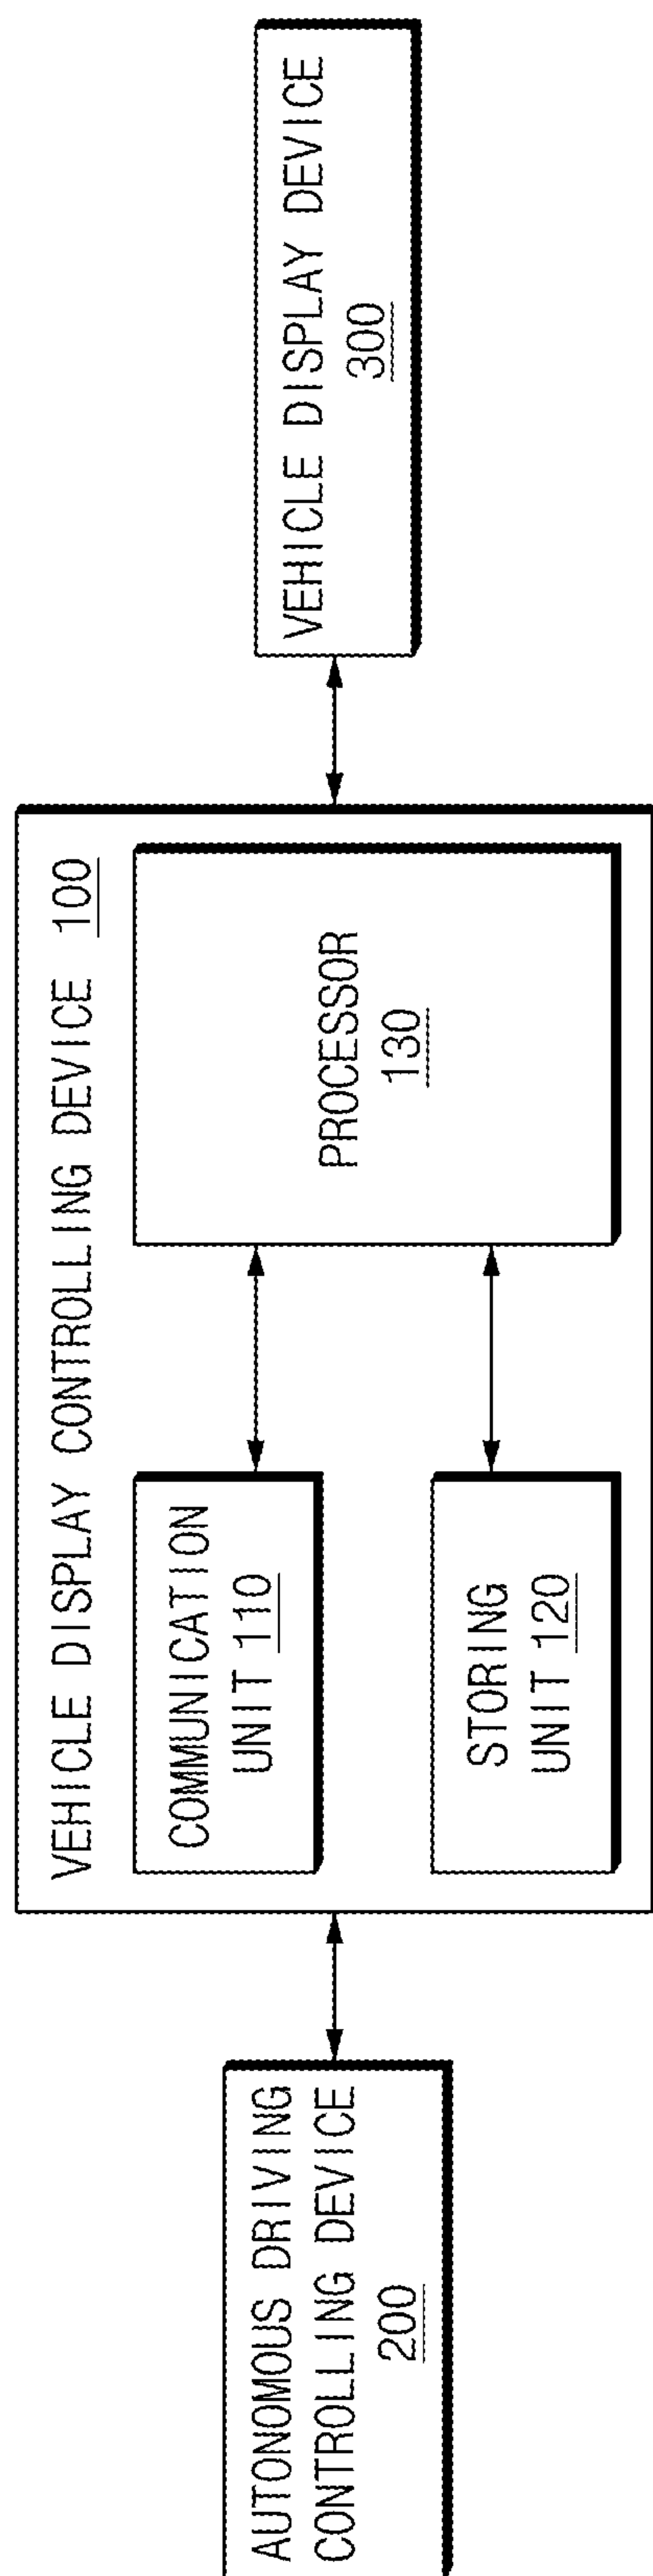 AUTONOMOUS DRIVING
CONTROLLING DEVICE
200
VEHICLE DISPLAY CONTROLLING DEVICE 100
COMMUNICATION
UNIT 110
STORING
UNIT 120
PROCESSOR
130
VEHICLE DISPLAY DEVICE
300